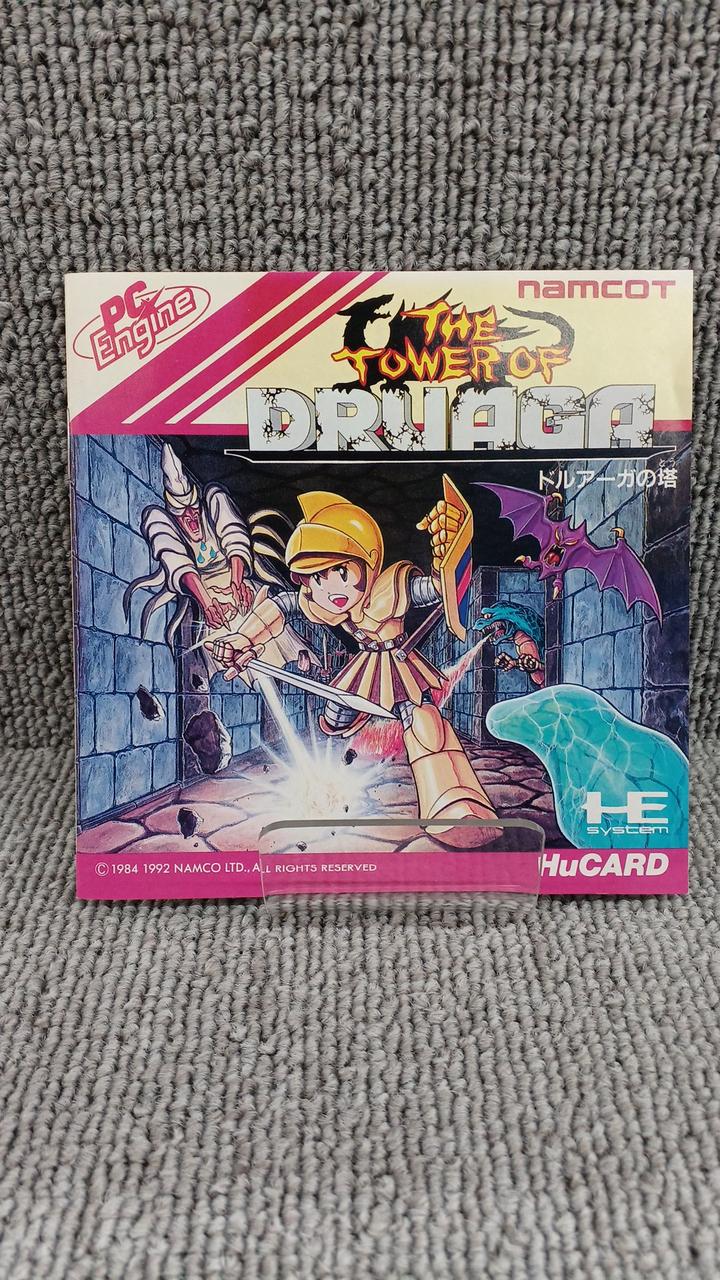 PC Engine
namcoT
THE
TOWER OF
DRUAGA
ドルアーガの塔
HE
system
© 1984 1992 NAMCO LTD., ALL RIGHTS RESERVED
HuCARD